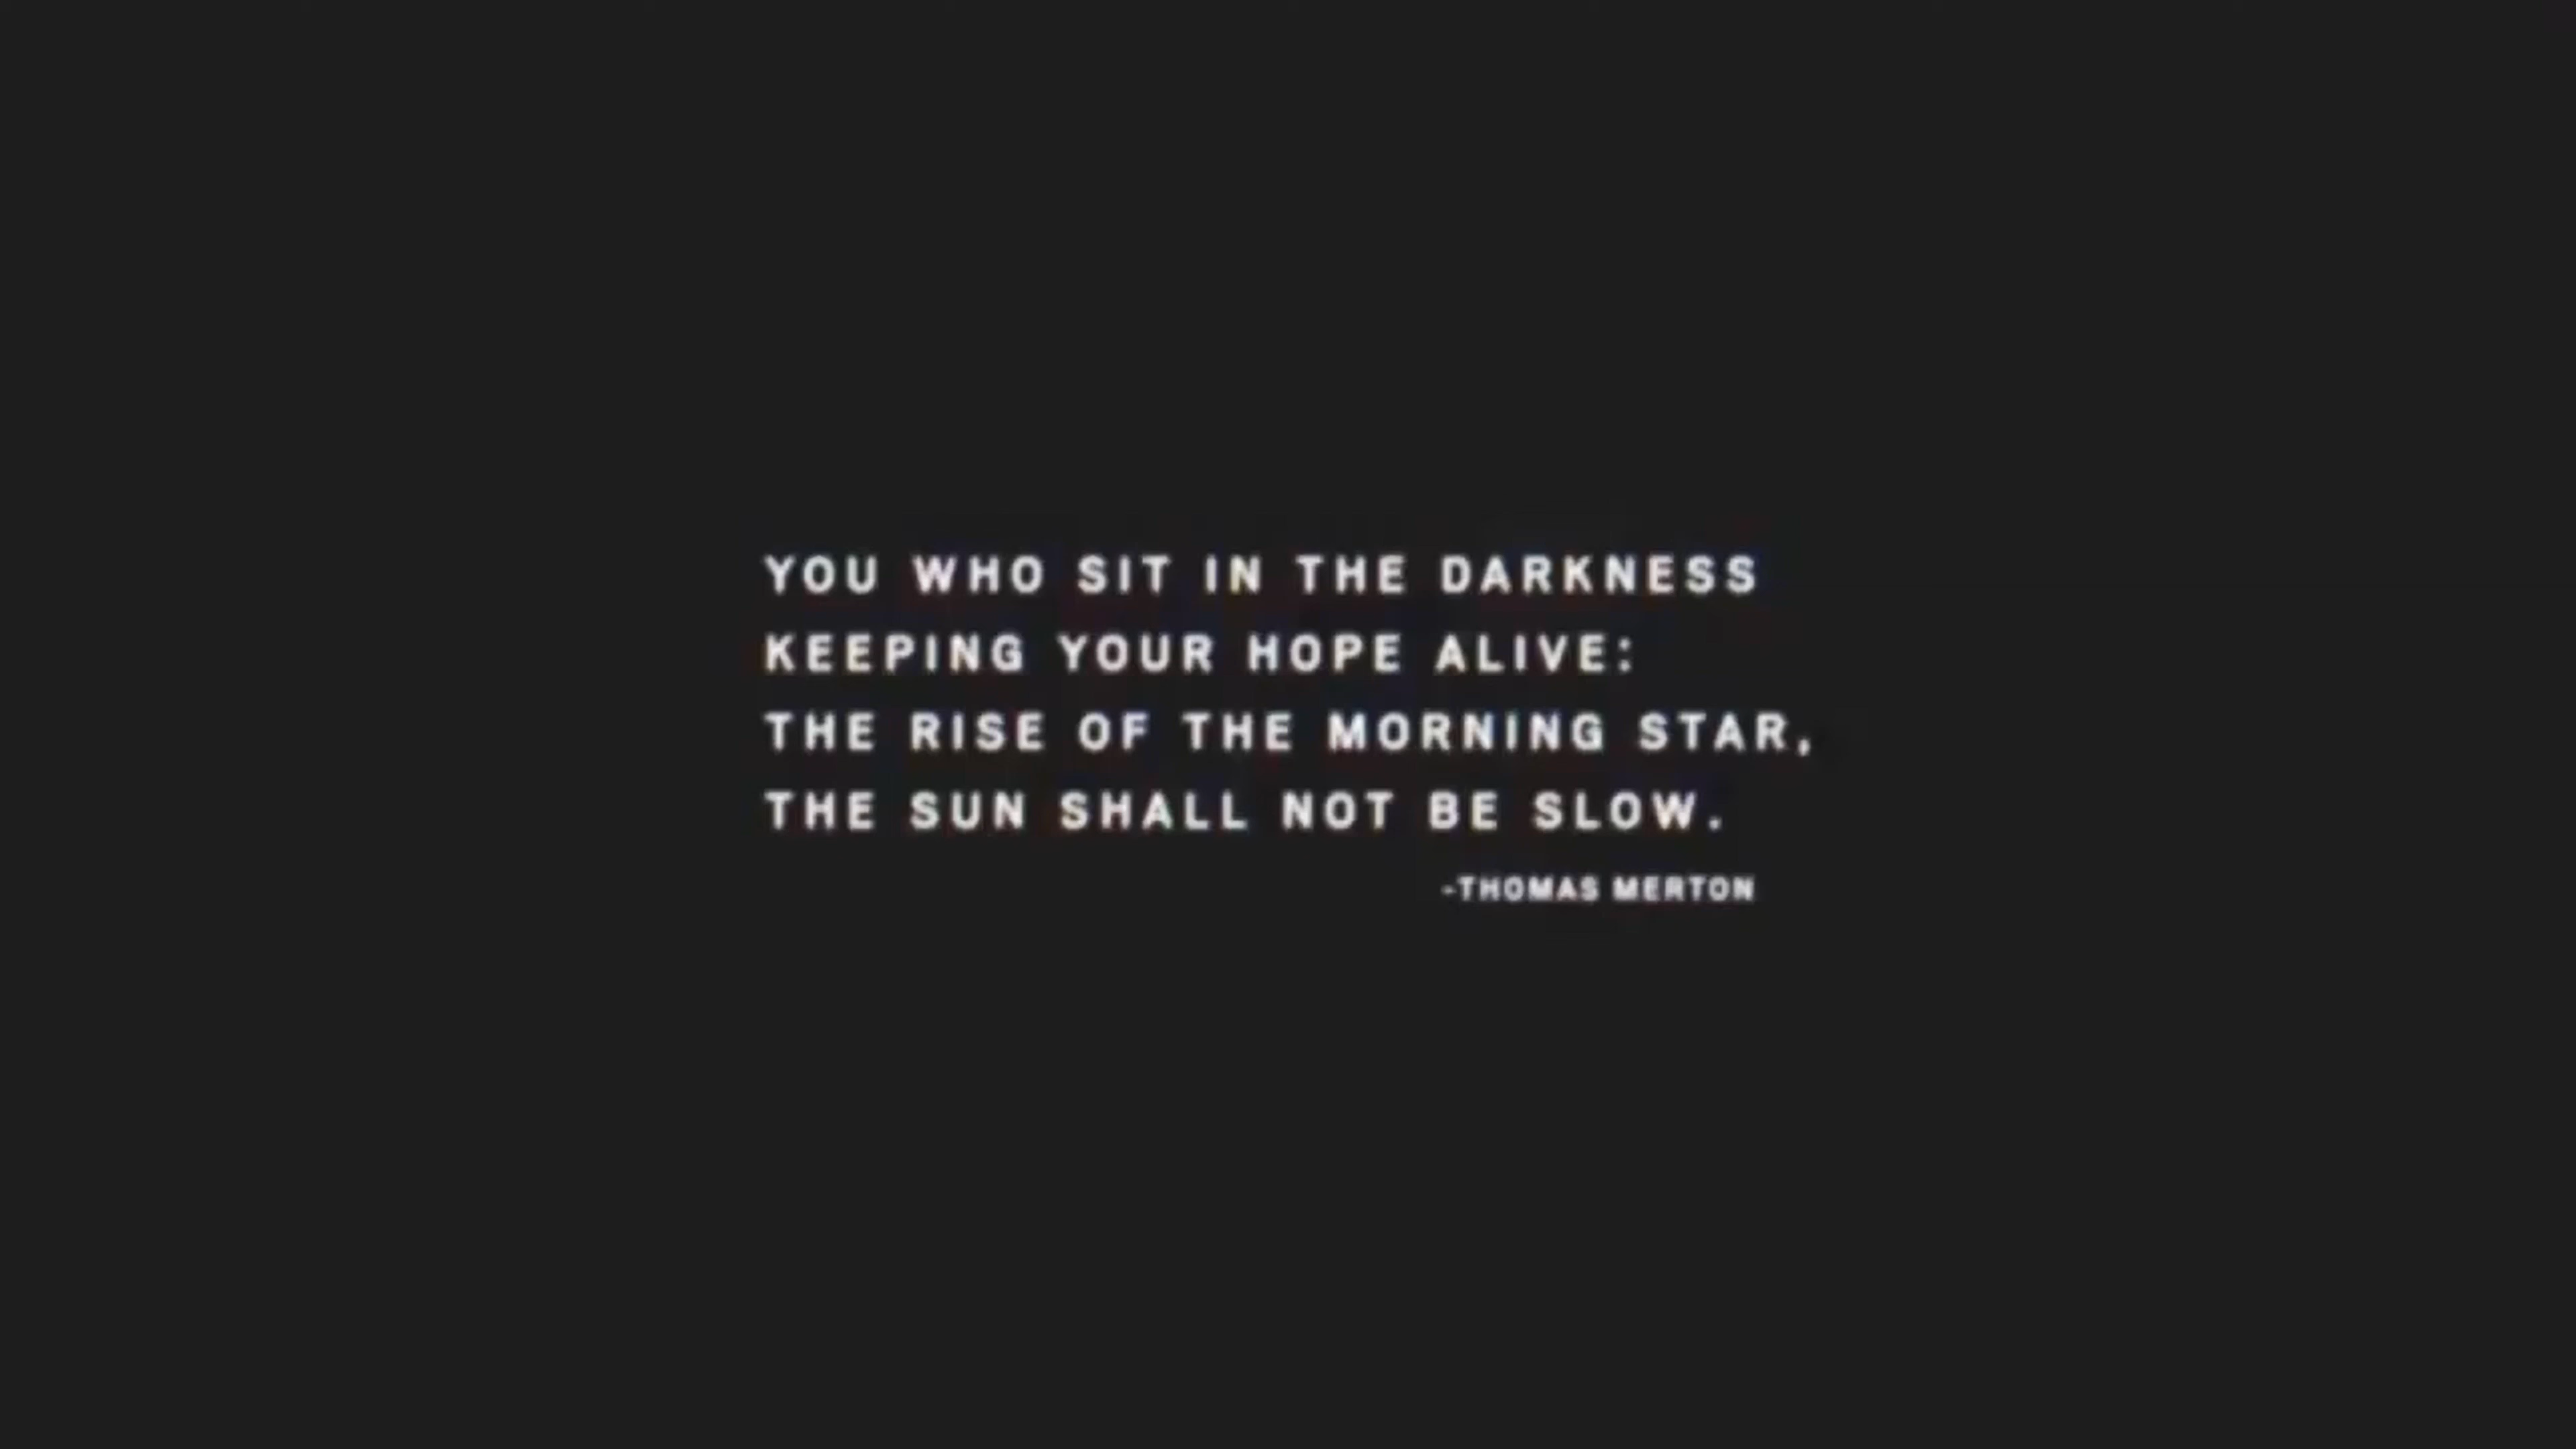 YOU WHO SIT IN THE DARKNESS
KEEPING YOUR HOPE ALIVE:
THE RISE OF THE MORNING STAR,
THE SUN SHALL NOT BE SLOW.
-THOMAS MERTON